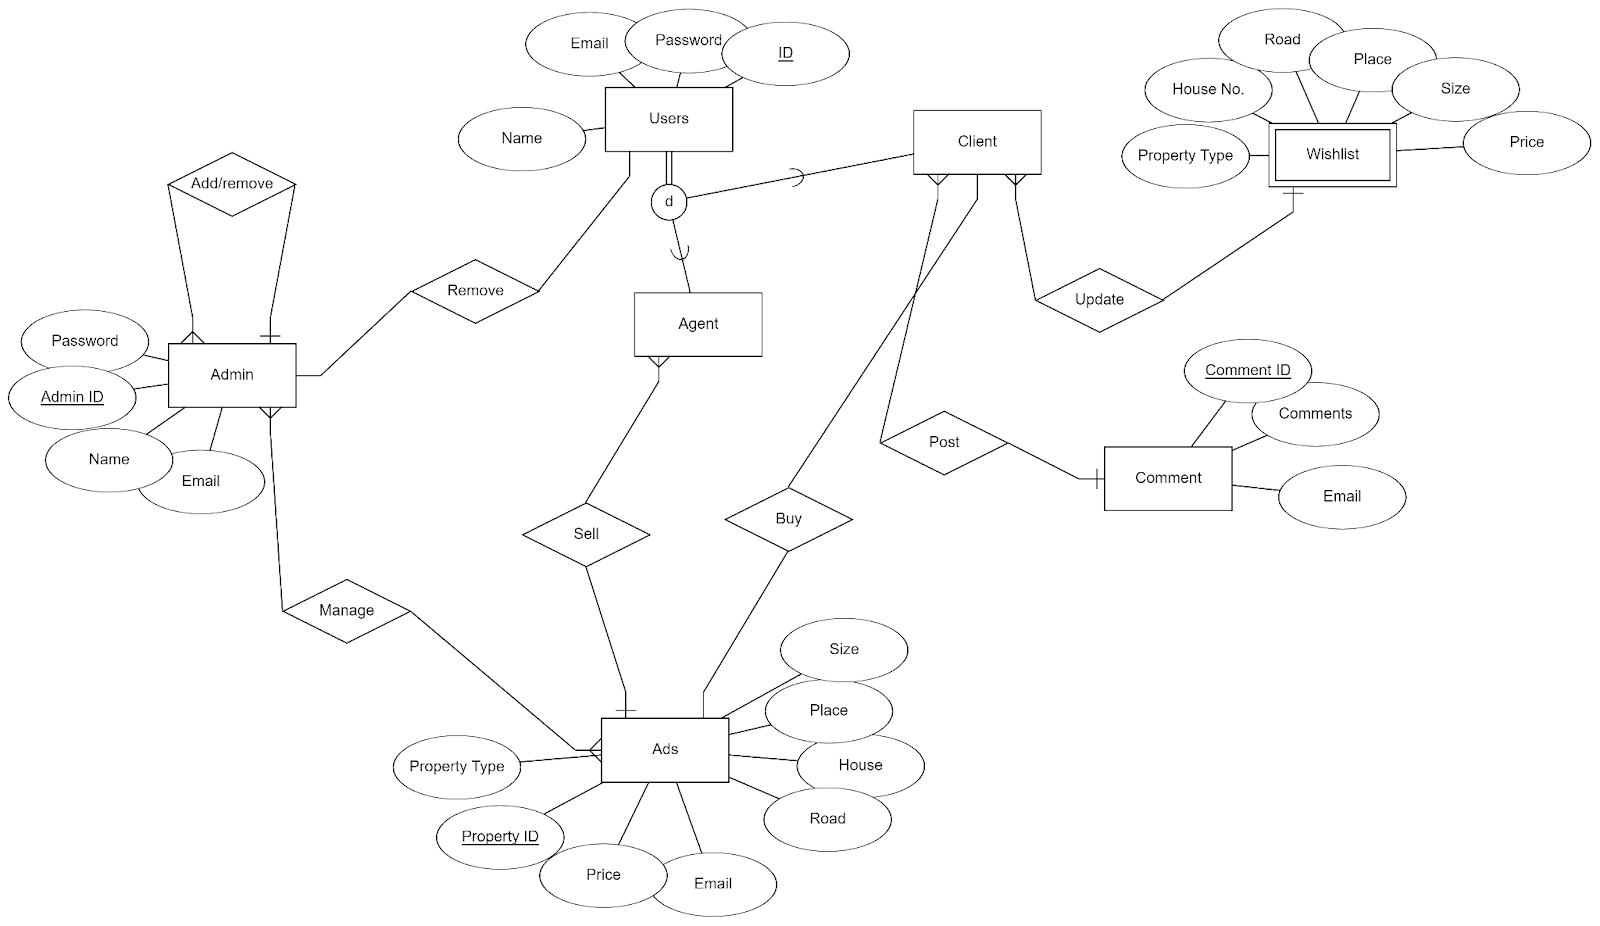 Email
Password
ID
Name
Users
Client
Road
Place
House No.
Size
Property Type
Wishlist
Price
Add/remove
d
Remove
Update
Agent
Password
Admin
Admin ID
Name
Email
Comment ID
Comments
Post
Comment
Email
Sell
Buy
Manage
Size
Place
Ads
Property Type
House
Road
Property ID
Price
Email